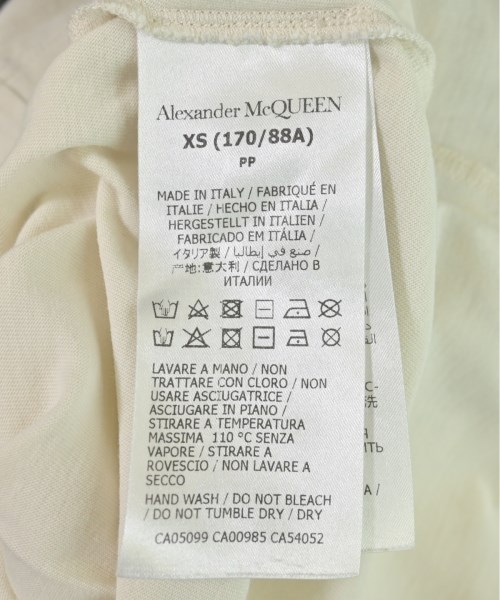 Alexander McQUEEN
XS (170/88A)
PP
MADE IN ITALY / FABRIQUÉ EN
ITALIE / HECHO EN ITALIA /
HERGESTELLT IN ITALIEN /
FABRICADO EM ITÁLIA /
イタリア製 / صنع في إيطاليا /
产地:意大利 / СДЕЛАНО В
ИТАЛИИ
LAVARE A MANO / NON
TRATTARE CON CLORO / NON
USARE ASCIUGATRICE /
ASCIUGARE IN PIANO /
STIRARE A TEMPERATURA
MASSIMA 110 °C SENZA
VAPORE / STIRARE A
ROVESCIO / NON LAVARE A
SECCO
HAND WASH / DO NOT BLEACH
/ DO NOT TUMBLE DRY / DRY
CA05099 CA00985 CA54052